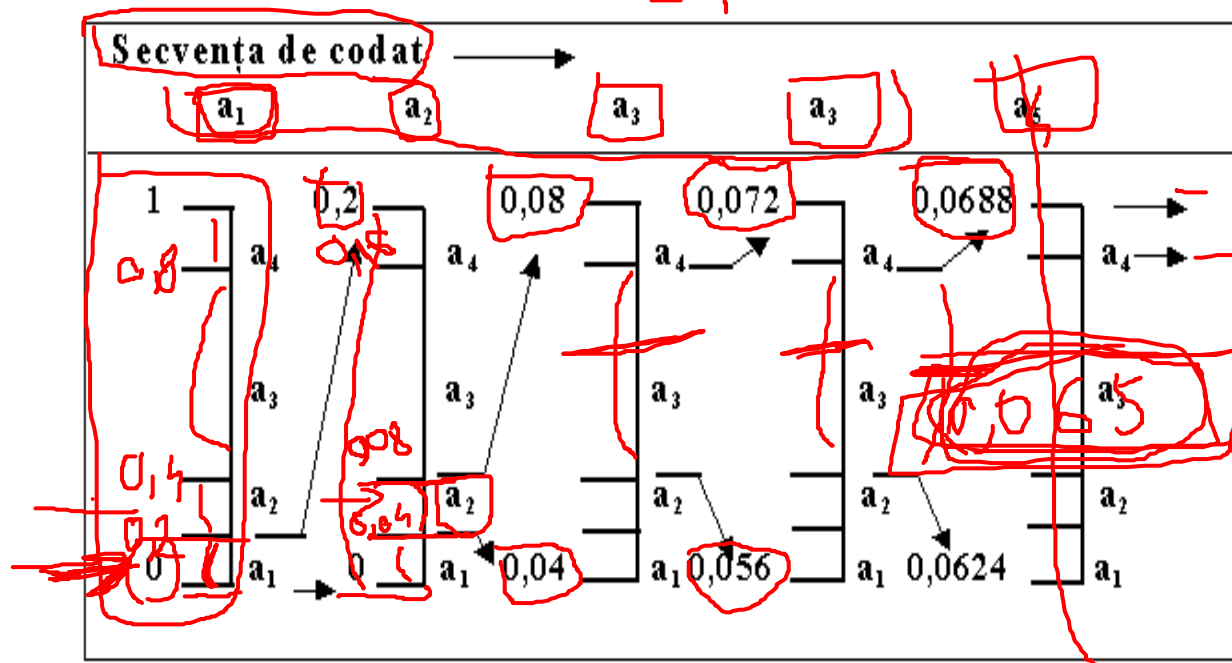 Secvența de codat
a1 a2 a3 a3 a5
1 0,2 0,08 0,072 0,0688
0,8 a4 a4 a4 a4 a4
a3 a3 a3 a3 a3
0,08 0,065
0,4 a2 0,04 a2 a2 a2 a2
0 a1 0 a1 0,04 a1 0,056 a1 0,0624 a1